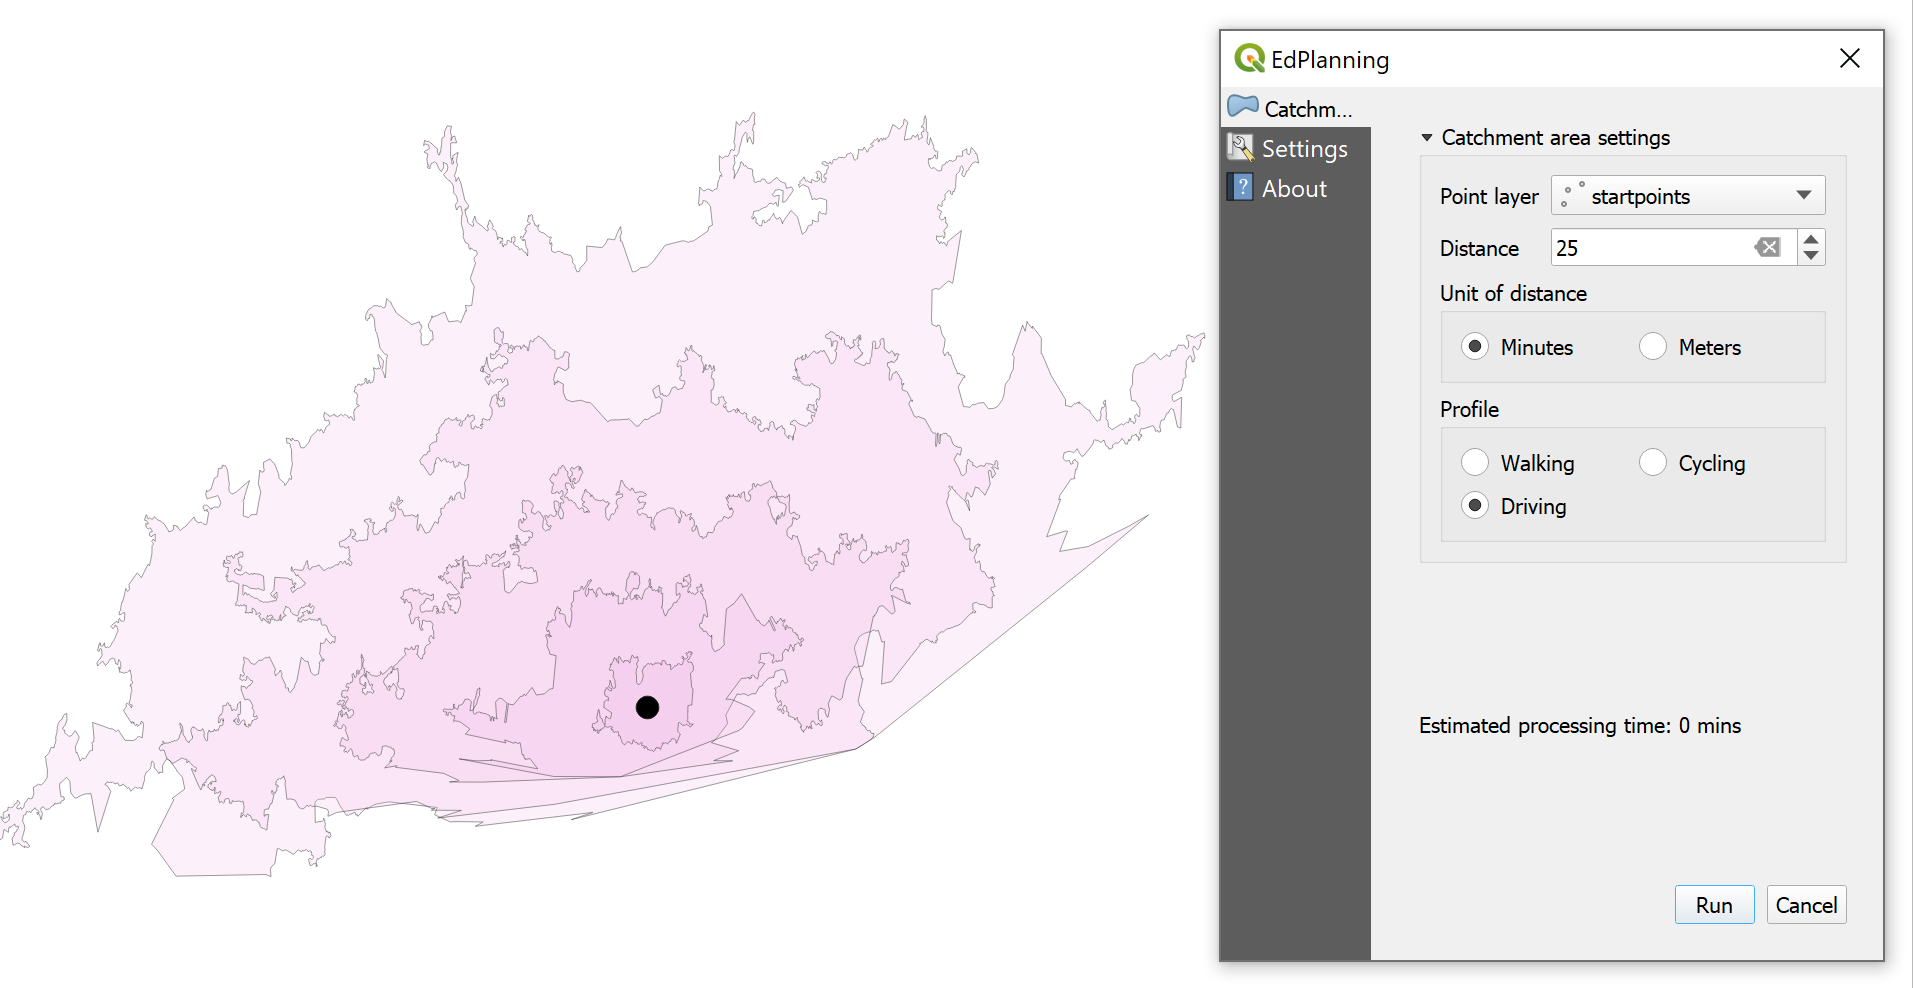 EdPlanning
Catchm...
Settings
About
Catchment area settings
Point layer startpoints
Distance 25
Unit of distance
Minutes Meters
Profile
Walking Cycling
Driving
Estimated processing time: 0 mins
Run Cancel